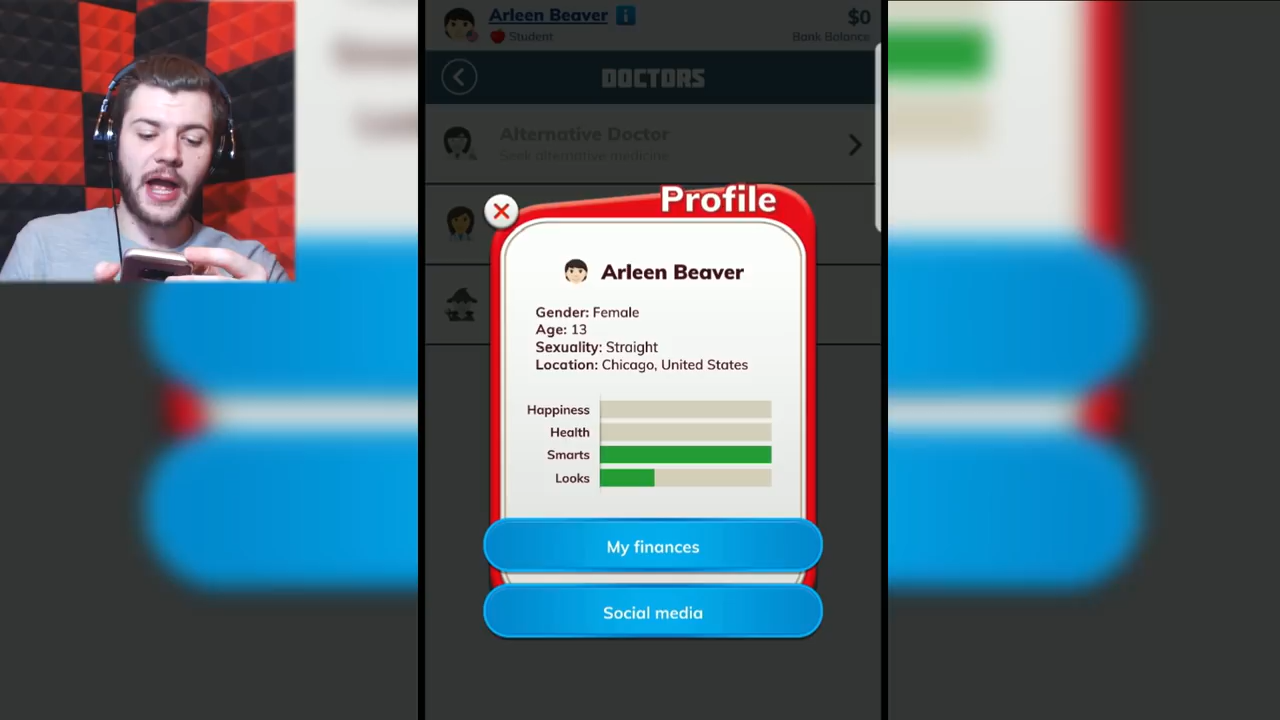 Arleen Beaver
$0
Student
Bank Balance
DOCTORS
Alternative Doctor
Seek alternative medicine
Profile
Arleen Beaver
Gender: Female
Age: 13
Sexuality: Straight
Location: Chicago, United States
Happiness
Health
Smarts
Looks
My finances
Social media